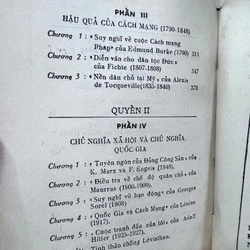 PHẦN III
HẬU QUẢ CỦA CÁCH MẠNG (1790-1848)
Chương 1 : «Suy nghĩ về cuộc Cách mạng
Pháp» của Edmund Burke (1790) 311
Chương 2 : «Diễn văn cho dân tộc Đức»
của Fichte (1807-1808) 347
Chương 3 : «Nền dân chủ tại Mỹ» của Alexis
de Tocqueville (1835-1840) 373
QUYỂN II
PHẦN IV
CHỦ NGHĨA XÃ HỘI VÀ CHỦ NGHĨA
QUỐC GIA
Chương 1 : «Tuyên ngôn của Đảng Cộng Sản» của
K. Marx và F. Engels (1848).
Chương 2 : «Điều tra về chế độ quân chủ» của
Maurras (1900-1909).
Chương 3 : «Suy nghĩ về bạo động» của Georges
Sorel (1908)
Chương 4 : «Quốc Gia và Cách Mạng» của Lénine
(1917).
Chương 5 : «Cuộc tranh đấu của tôi» của Adolf
Hitler (1925-1927).
Tinh thần chống Léviathan